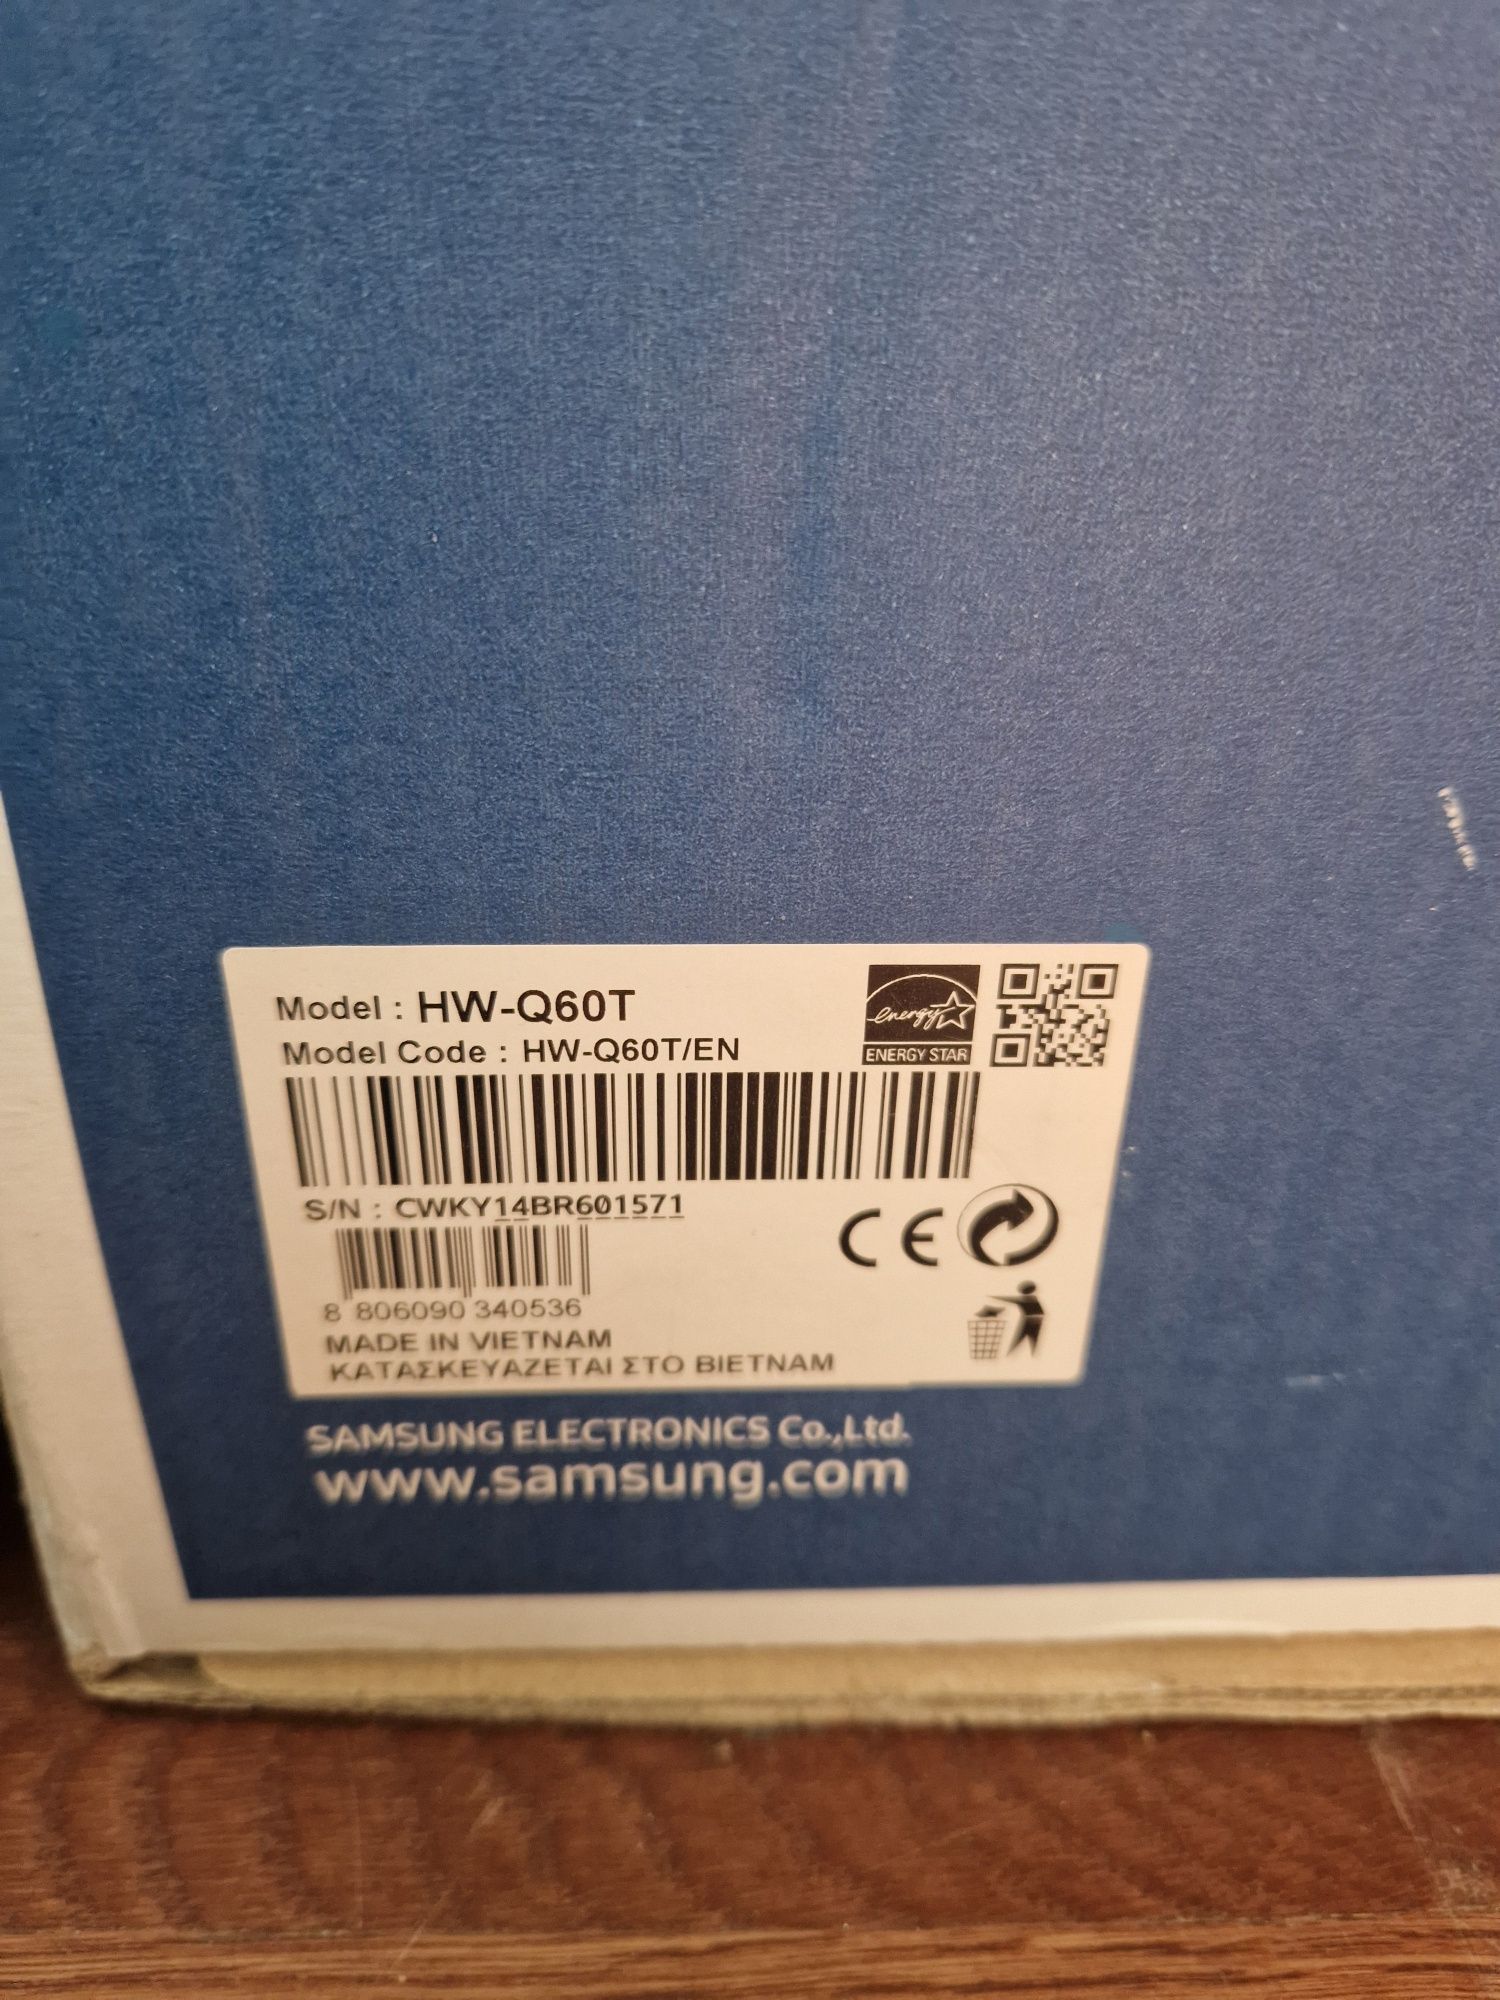 Model : HW-Q60T
Model Code : HW-Q60T/EN
energy
ENERGY STAR
S/N : CWKY14BR601571
CE
8 806090 340536
MADE IN VIETNAM
ΚΑΤΑΣΚΕΥΑΖΕΤΑΙ ΣΤΟ ΒΙΕΤΝΑΜ
SAMSUNG ELECTRONICS Co.,Ltd.
www.samsung.com